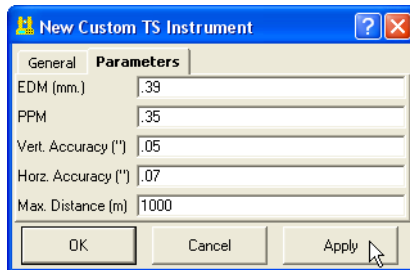 New Custom TS Instrument
General Parameters
EDM (mm.) .39
PPM .35
Vert. Accuracy (") .05
Horz. Accuracy (") .07
Max. Distance (m) 1000
OK Cancel Apply